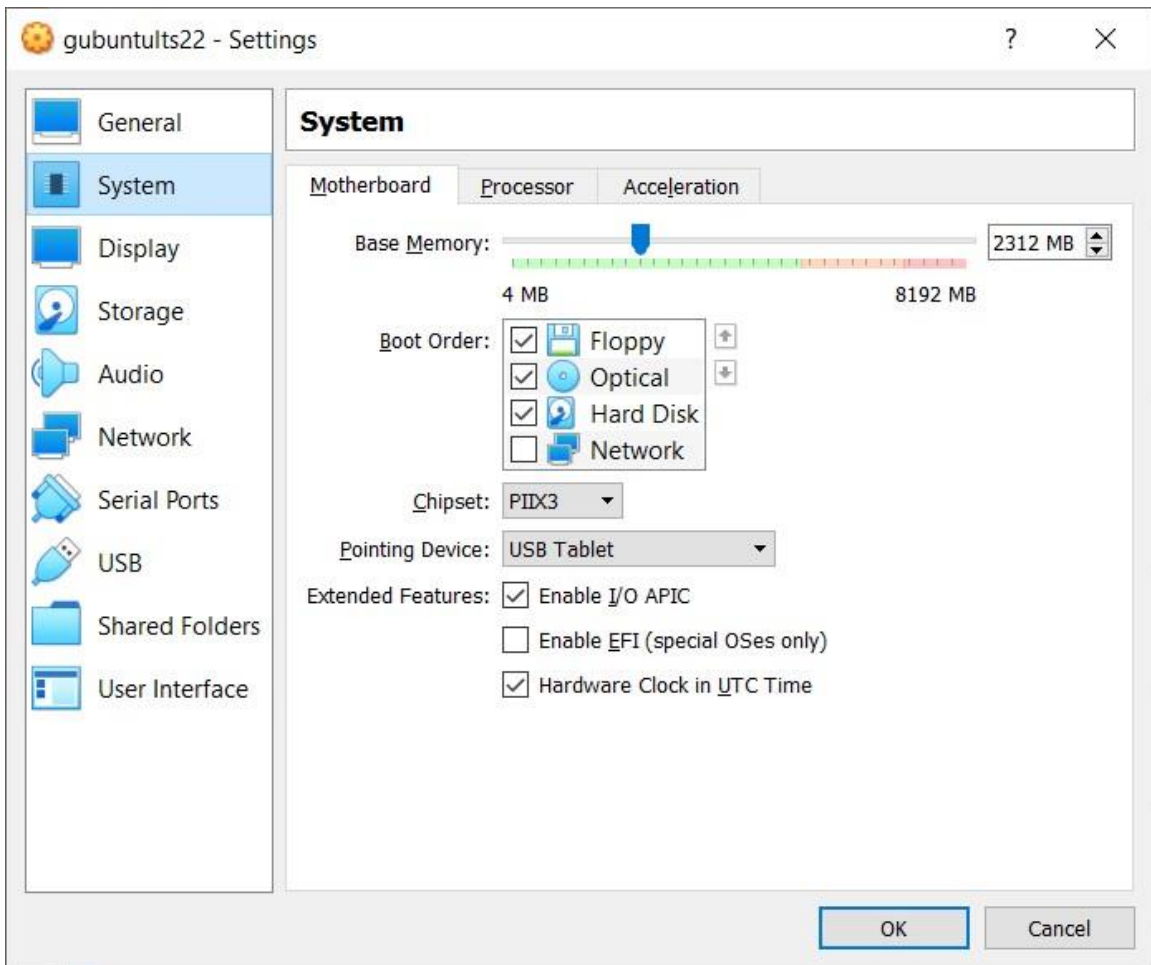 gubuntults22 - Settings
?
General
System
Display
Storage
Audio
Network
Serial Ports
USB
Shared Folders
User Interface
System
Motherboard
Processor
Acceleration
Base Memory:
2312 MB
4 MB
8192 MB
Boot Order:
Floppy
Optical
Hard Disk
Network
Chipset:
PIIX3
Pointing Device:
USB Tablet
Extended Features:
Enable I/O APIC
Enable EFI (special OSes only)
Hardware Clock in UTC Time
OK
Cancel